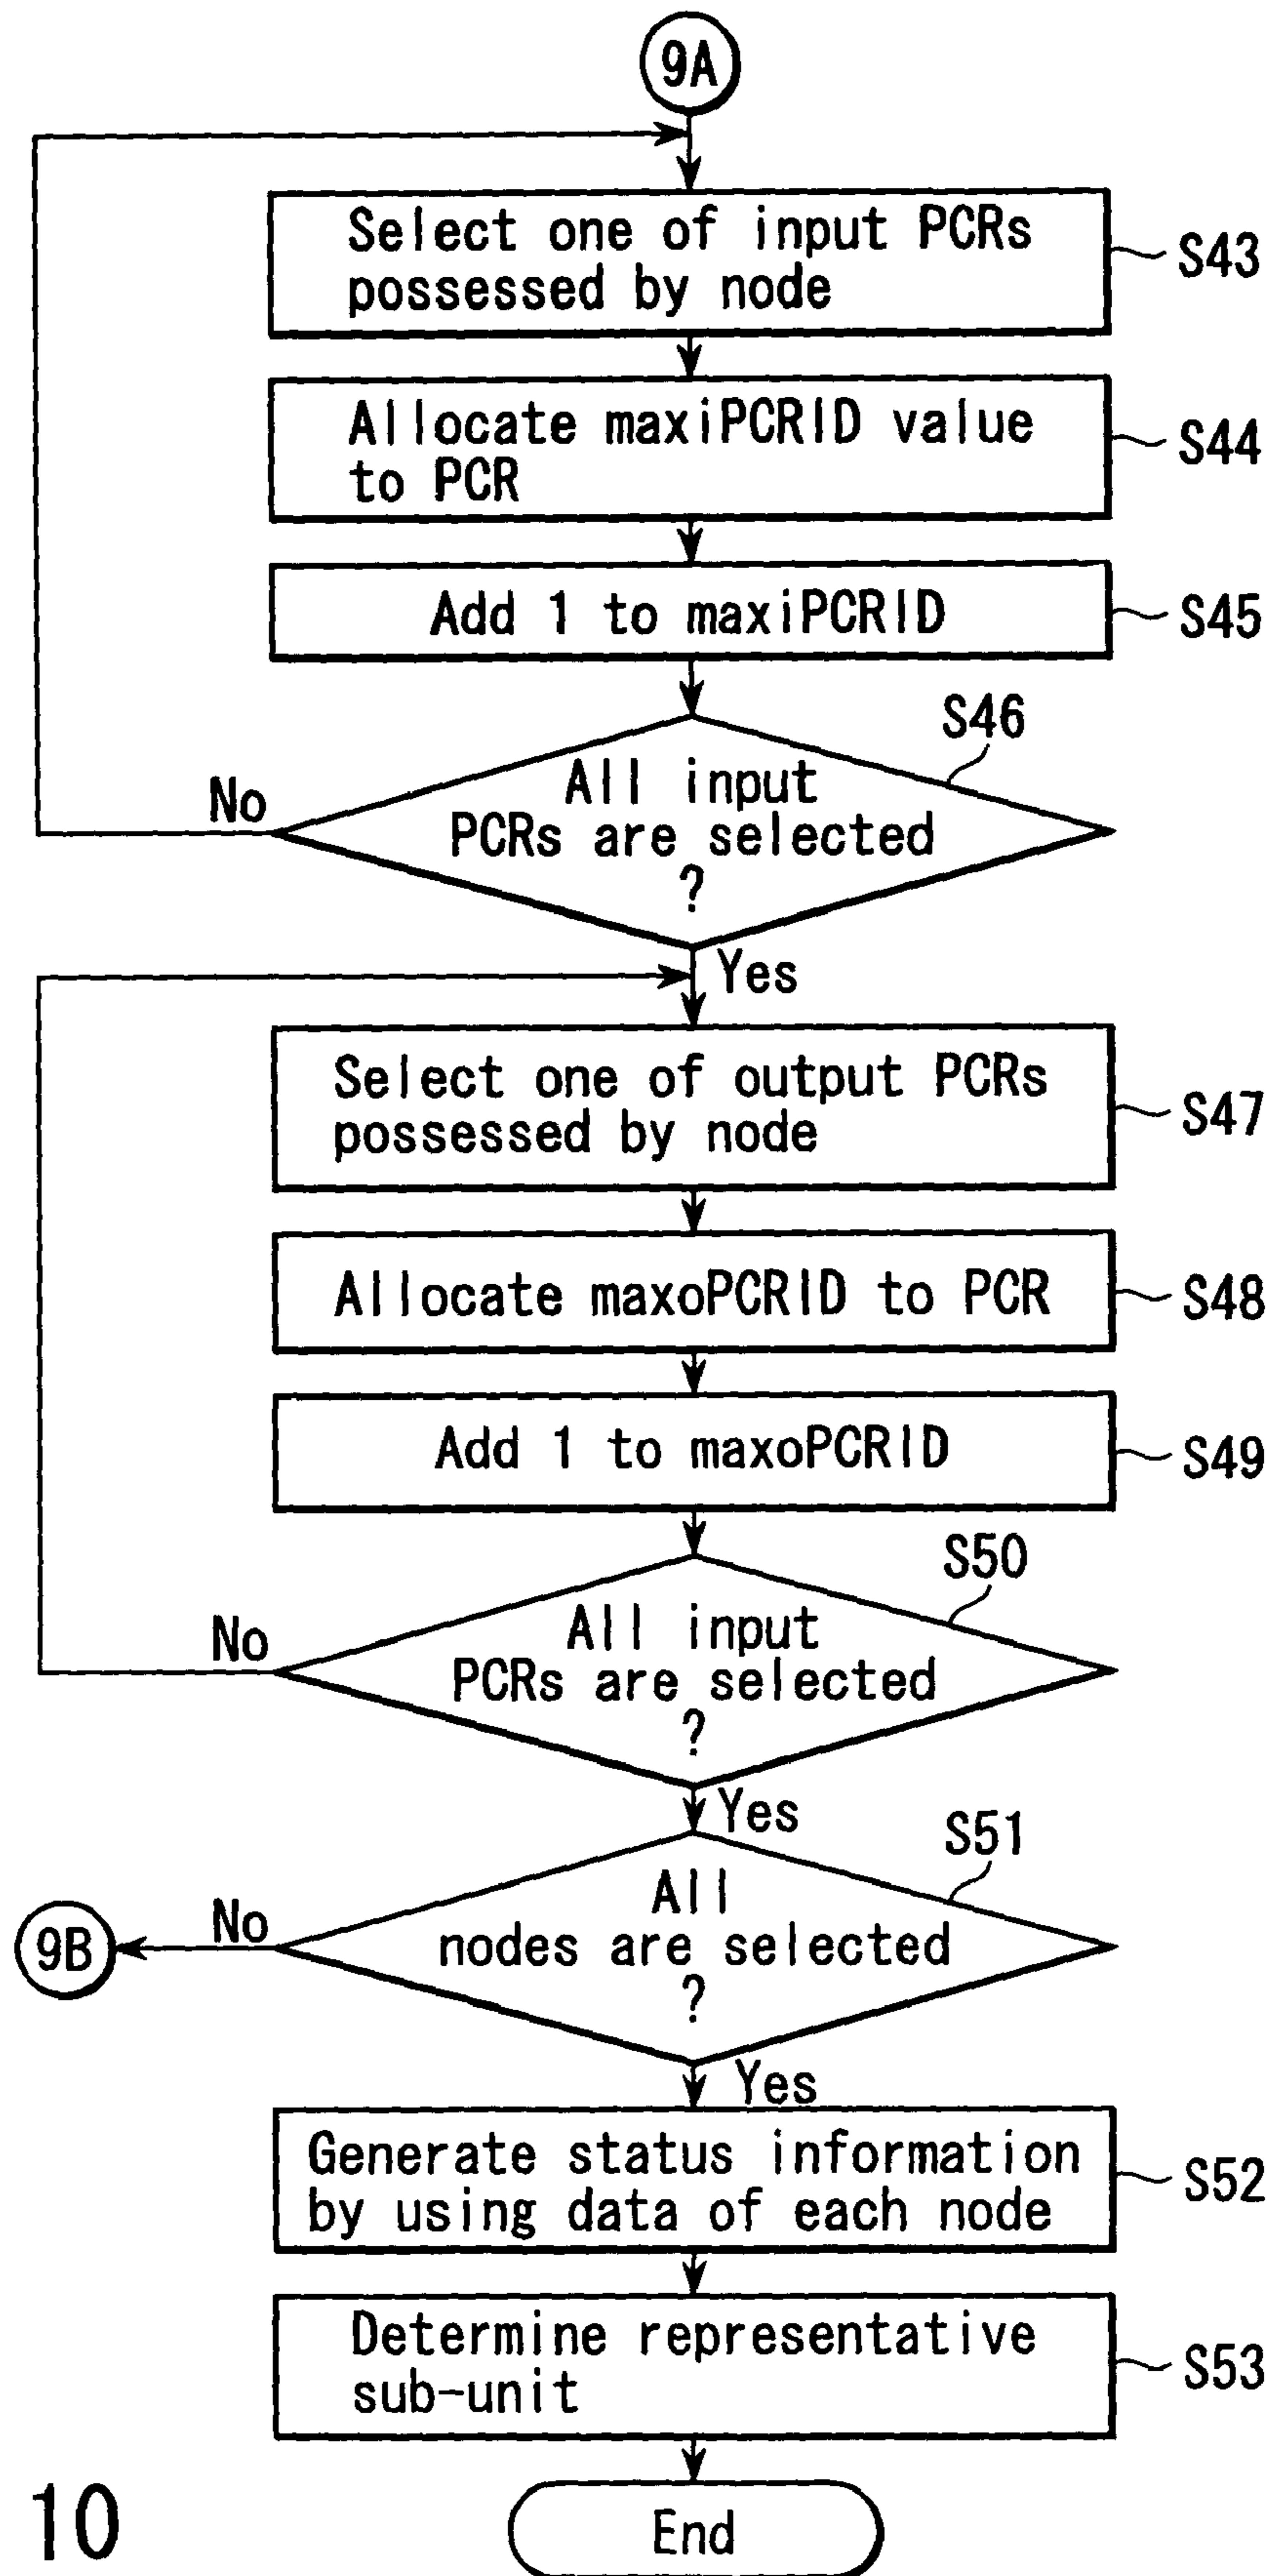 9A
Select one of input PCRs
possessed by node
S43
Allocate maxiPCRID value
to PCR
S44
Add 1 to maxiPCRID
S45
S46
All input
PCRs are selected
?
No
Yes
Select one of output PCRs
possessed by node
S47
Allocate maxoPCRID to PCR
S48
Add 1 to maxoPCRID
S49
S50
All input
PCRs are selected
?
No
Yes
S51
All
nodes are selected
?
No
9B
Yes
Generate status information
by using data of each node
S52
Determine representative
sub-unit
S53
End
10